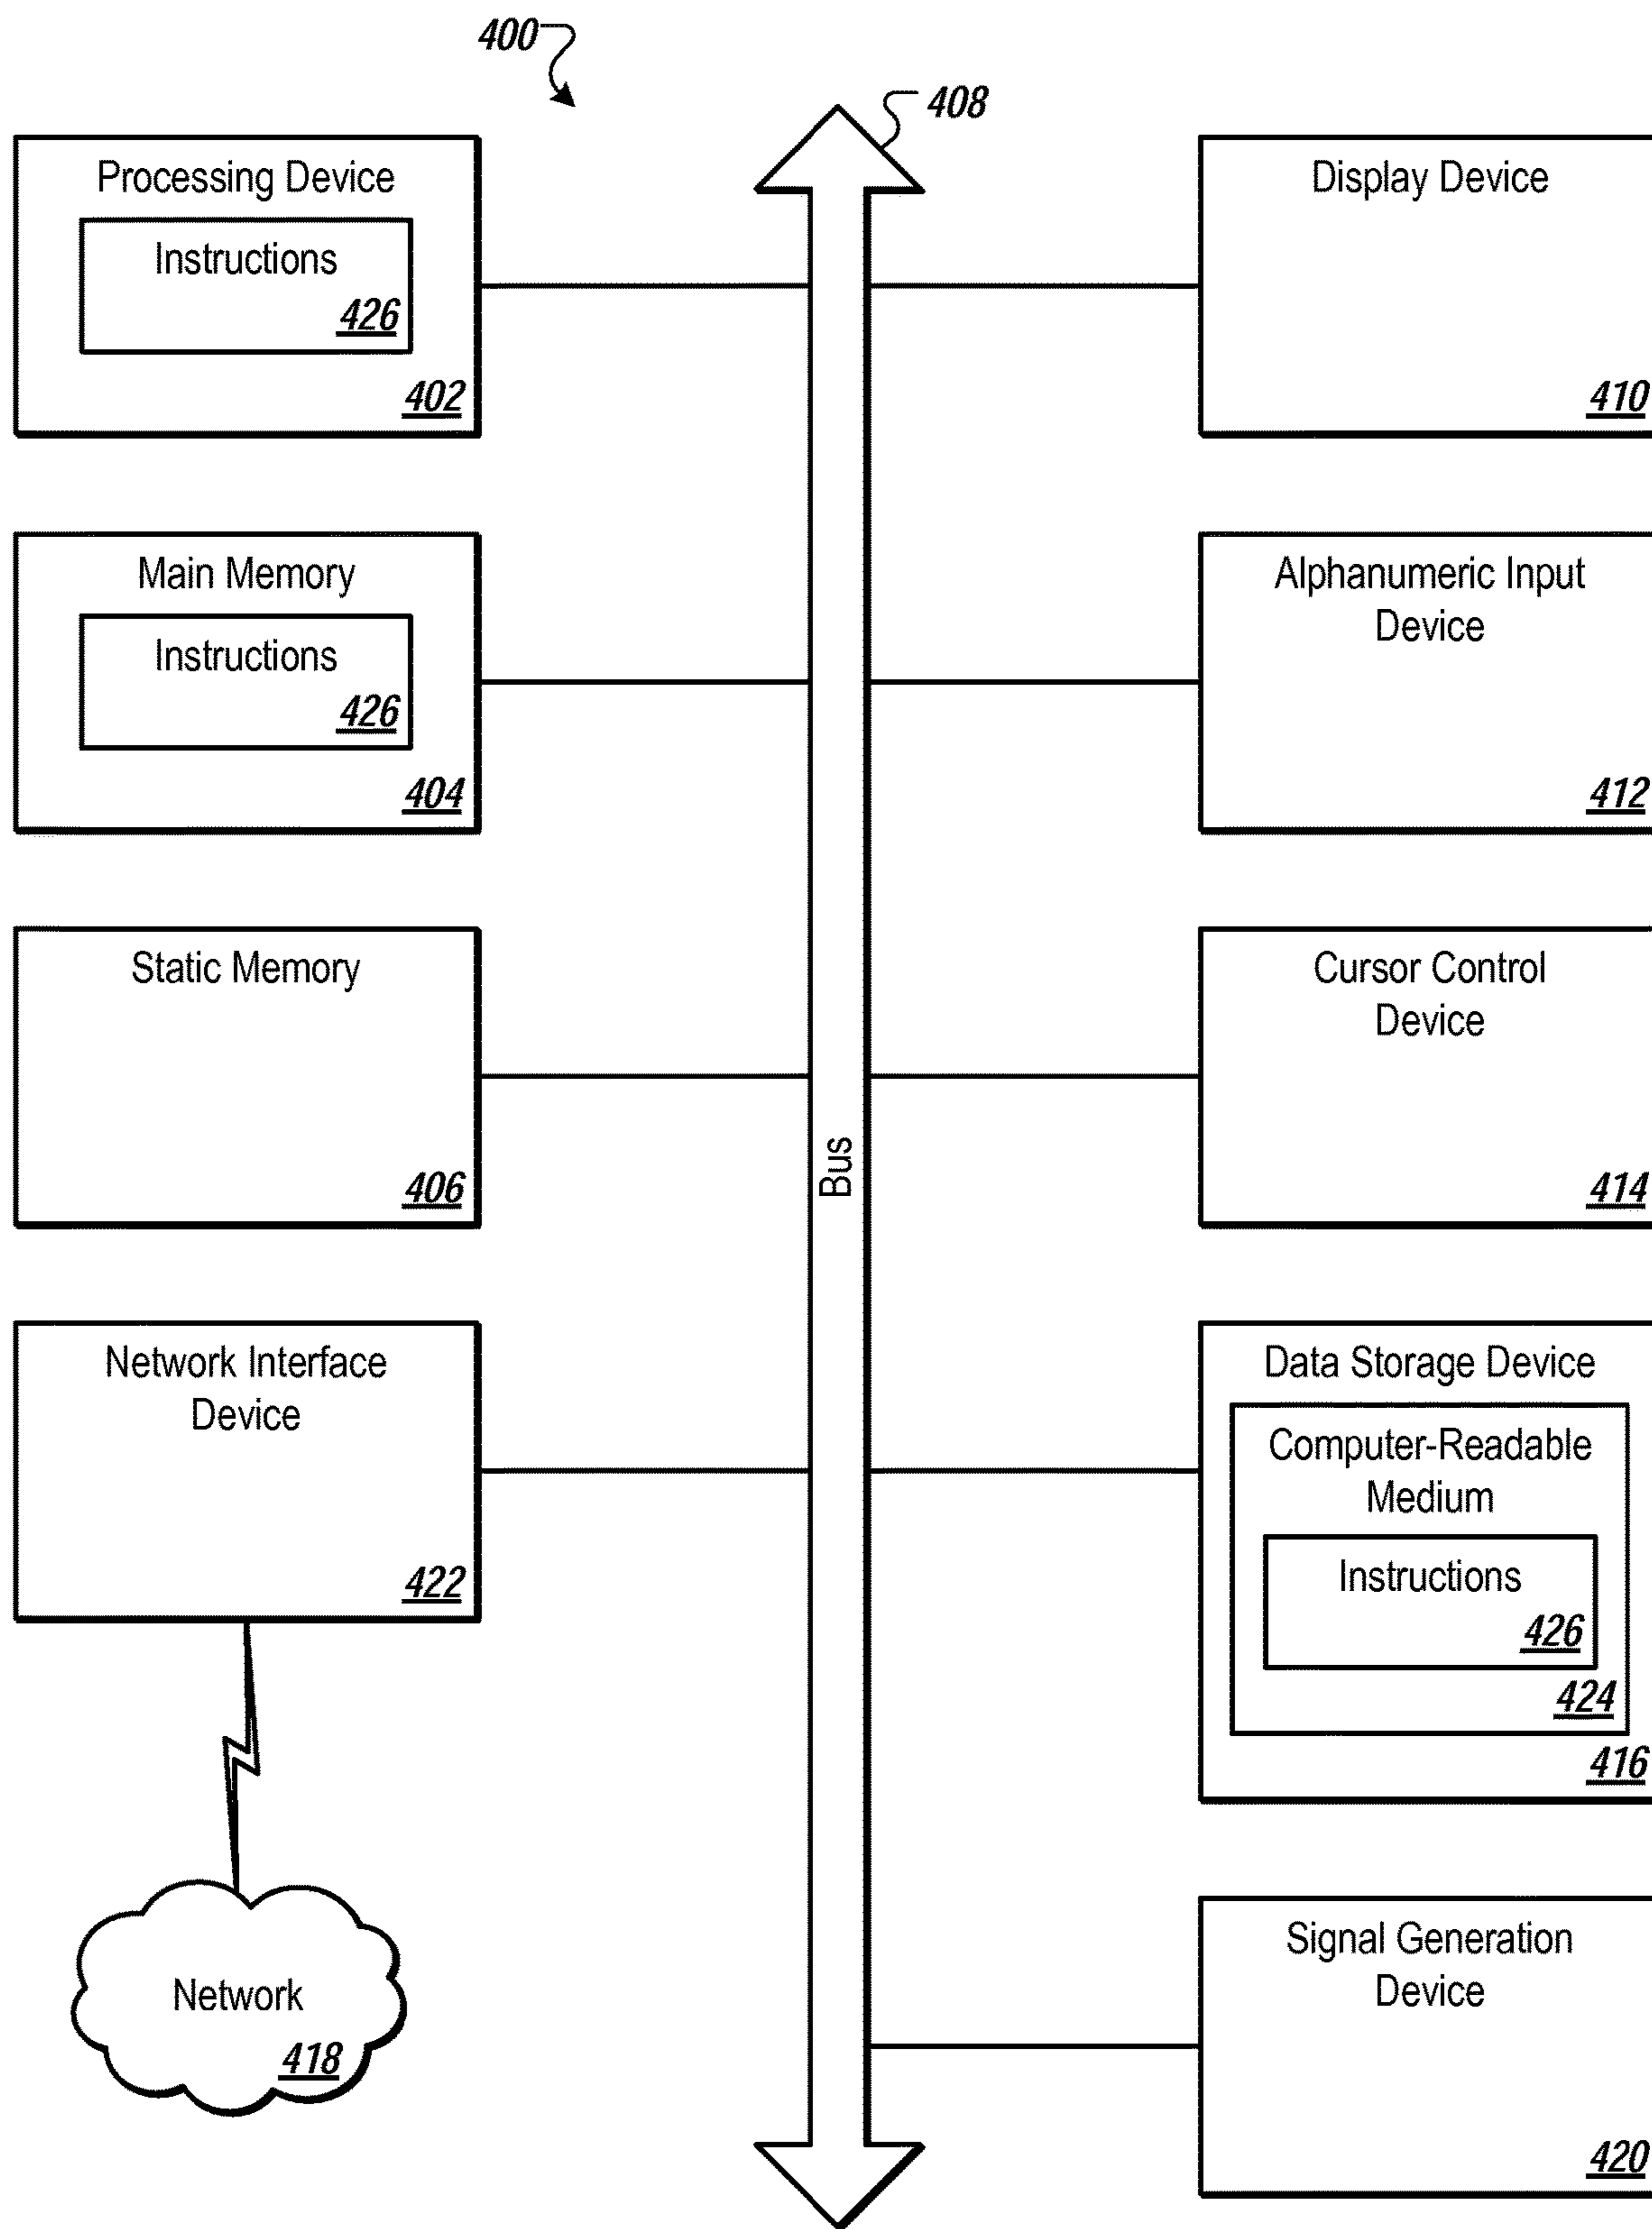 400
408
Processing Device
Instructions
426
402
Display Device
410
Main Memory
Instructions
426
404
Alphanumeric Input
Device
412
Static Memory
406
Cursor Control
Device
414
Bus
Network Interface
Device
422
Data Storage Device
Computer-Readable
Medium
Instructions
426
424
416
Network
418
Signal Generation
Device
420